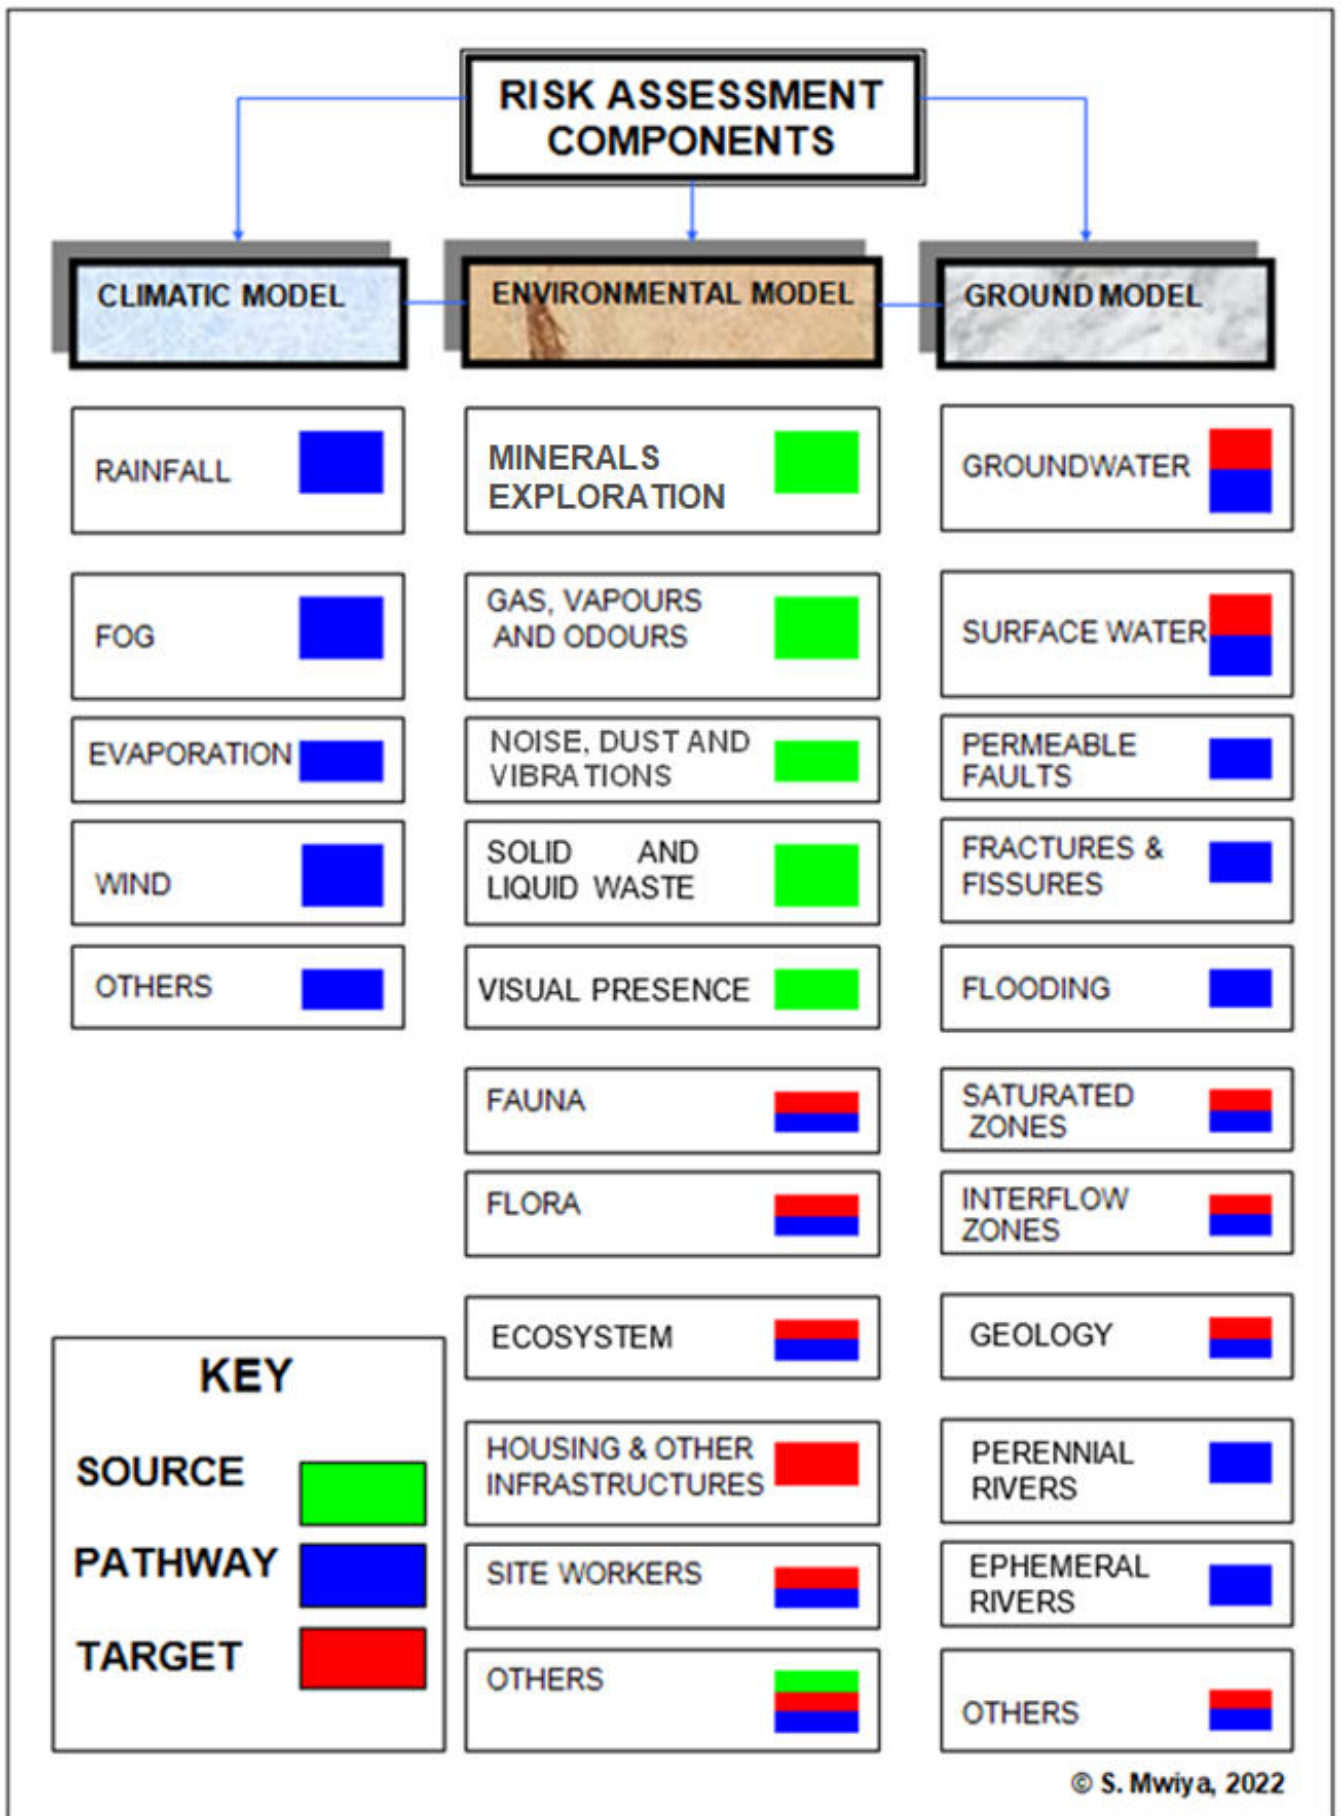 RISK ASSESSMENT
COMPONENTS
CLIMATIC MODEL
ENVIRONMENTAL MODEL
GROUND MODEL
RAINFALL
FOG
EVAPORATION
WIND
OTHERS
MINERALS
EXPLORATION
GAS, VAPOURS
AND ODOURS
NOISE, DUST AND
VIBRATIONS
SOLID AND
LIQUID WASTE
VISUAL PRESENCE
FAUNA
FLORA
ECOSYSTEM
HOUSING & OTHER
INFRASTRUCTURES
SITE WORKERS
OTHERS
GROUNDWATER
SURFACE WATER
PERMEABLE
FAULTS
FRACTURES &
FISSURES
FLOODING
SATURATED
ZONES
INTERFLOW
ZONES
GEOLOGY
PERENNIAL
RIVERS
EPHEMERAL
RIVERS
OTHERS
KEY
SOURCE
PATHWAY
TARGET
© S. Mwiya, 2022